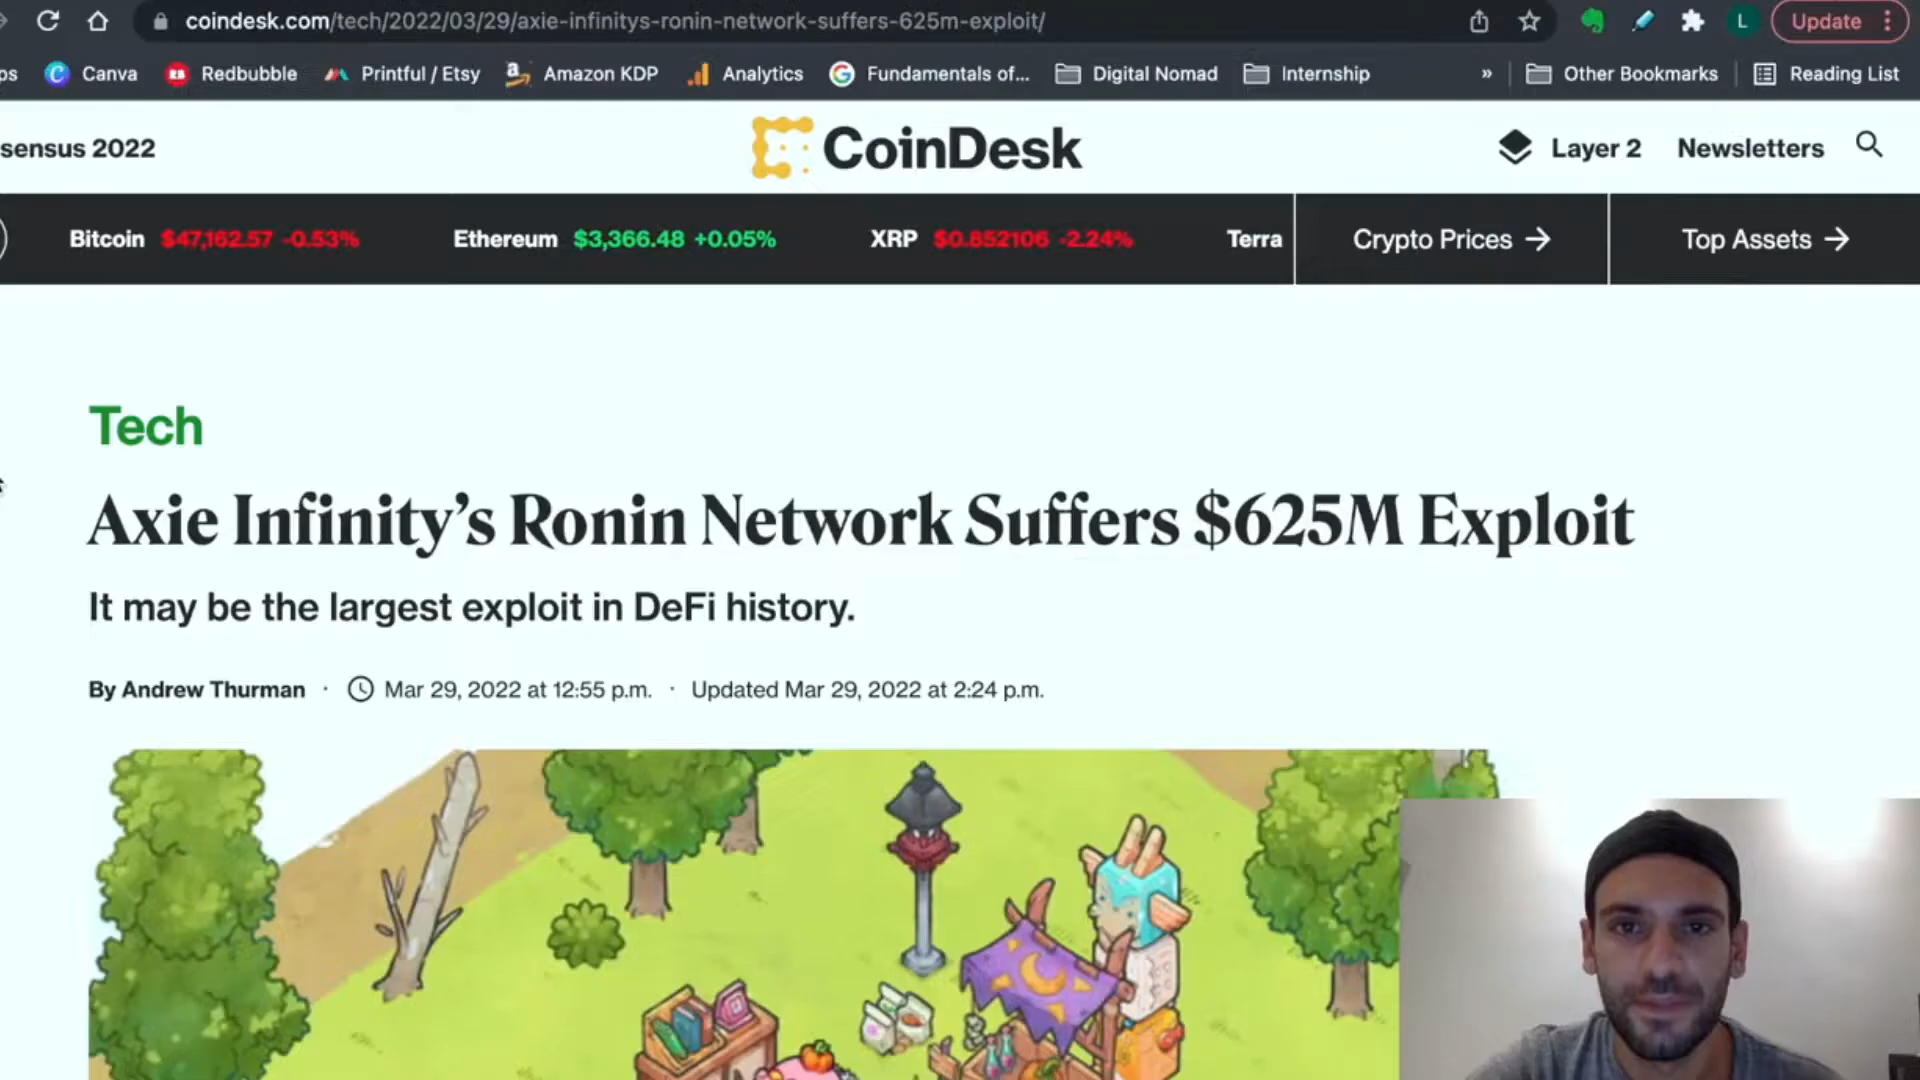 coindesk.com/tech/2022/03/29/axie-infinitys-ronin-network-suffers-625m-exploit/
L
Update
ps
Canva
Redbubble
Printful / Etsy
Amazon KDP
Analytics
Fundamentals of...
Digital Nomad
Internship
»
Other Bookmarks
Reading List
sensus 2022
CoinDesk
Layer 2
Newsletters
Bitcoin $47,162.57 -0.53%
Ethereum $3,366.48 +0.05%
XRP $0.852106 -2.24%
Terra
Crypto Prices →
Top Assets →
Tech
Axie Infinity’s Ronin Network Suffers $625M Exploit
It may be the largest exploit in DeFi history.
By Andrew Thurman · Mar 29, 2022 at 12:55 p.m. · Updated Mar 29, 2022 at 2:24 p.m.